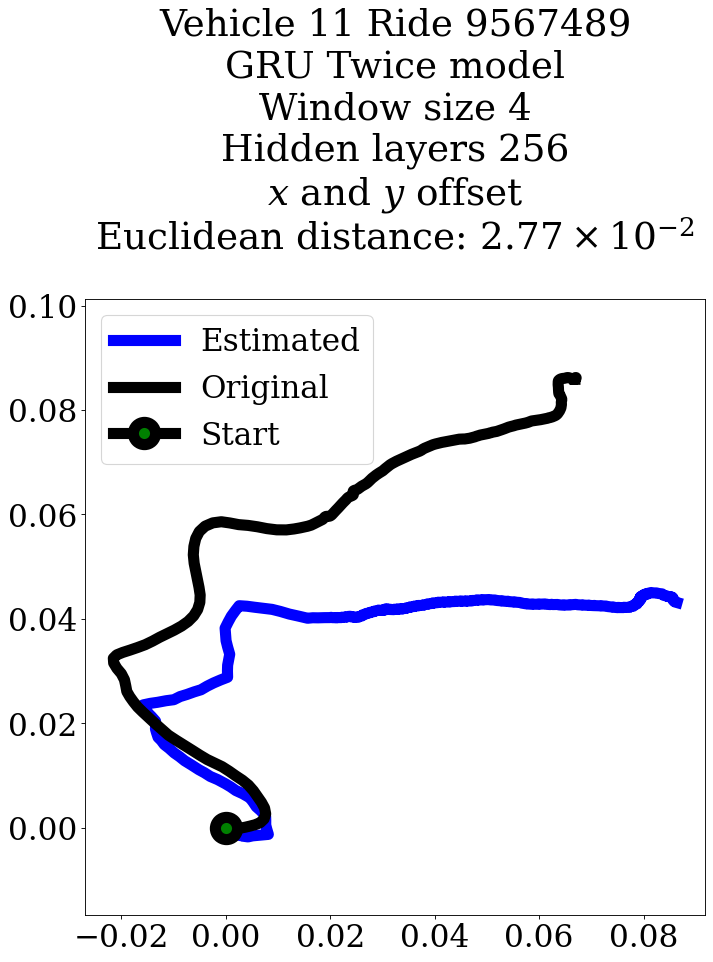 Vehicle 11 Ride 9567489
GRU Twice model
Window size 4
Hidden layers 256
x and y offset
Euclidean distance: 2.77 × 10⁻²
Estimated
Original
Start
0.10
0.08
0.06
0.04
0.02
0.00
−0.02 0.00 0.02 0.04 0.06 0.08